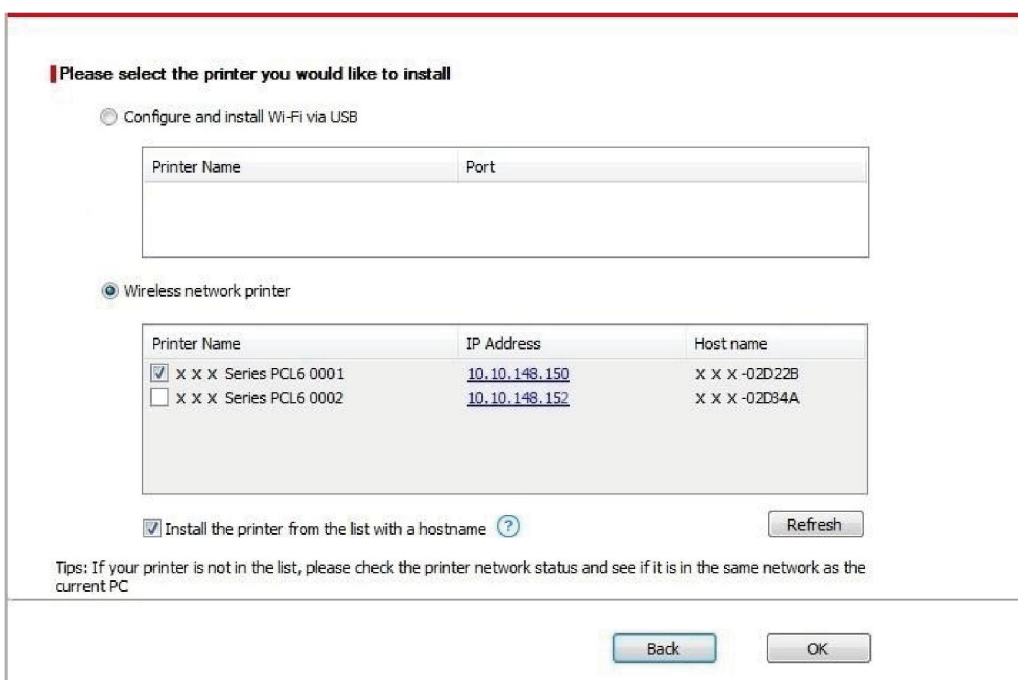 Please select the printer you would like to install
Configure and install Wi-Fi via USB
Printer Name Port
Wireless network printer
Printer Name IP Address Host name
X X X Series PCL6 0001 10.10.148.150 X X X -02D22B
X X X Series PCL6 0002 10.10.148.152 X X X -02D34A
Install the printer from the list with a hostname ? Refresh
Tips: If your printer is not in the list, please check the printer network status and see if it is in the same network as the
current PC
Back OK